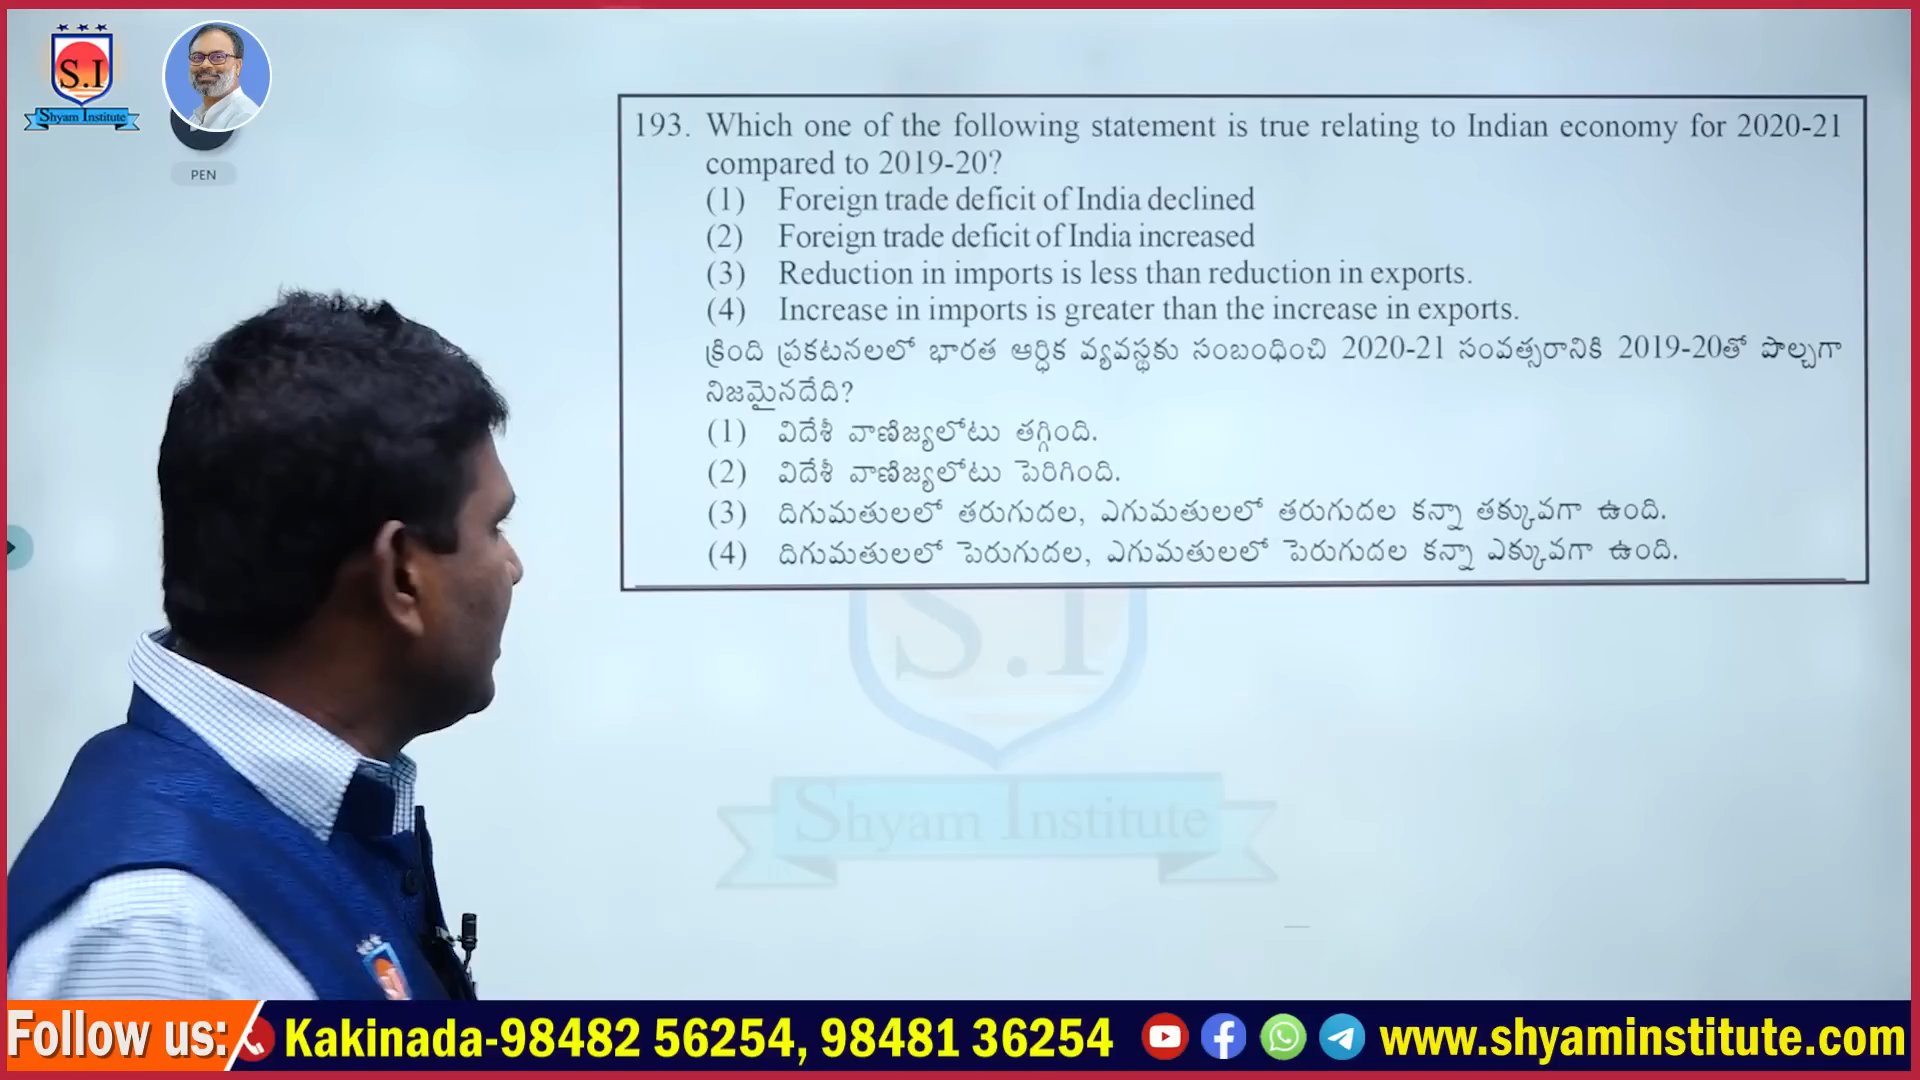 S.I
Shyam Institute
PEN
193. Which one of the following statement is true relating to Indian economy for 2020-21
compared to 2019-20?
(1) Foreign trade deficit of India declined
(2) Foreign trade deficit of India increased
(3) Reduction in imports is less than reduction in exports.
(4) Increase in imports is greater than the increase in exports.
క్రింది ప్రకటనలలో భారత ఆర్ధిక వ్యవస్థకు సంబంధించి 2020-21 సంవత్సరానికి 2019-20తో పొల్చగా
నిజమైనదేది?
(1) విదేశీ వాణిజ్యలోటు తగ్గింది.
(2) విదేశీ వాణిజ్యలోటు పెరిగింది.
(3) దిగుమతులలో తరుగుదల, ఎగుమతులలో తరుగుదల కన్నా తక్కువగా ఉంది.
(4) దిగుమతులలో పెరుగుదల, ఎగుమతులలో పెరుగుదల కన్నా ఎక్కువగా ఉంది.
S.I
Shyam Institute
Follow us: Kakinada-98482 56254, 98481 36254 www.shyaminstitute.com